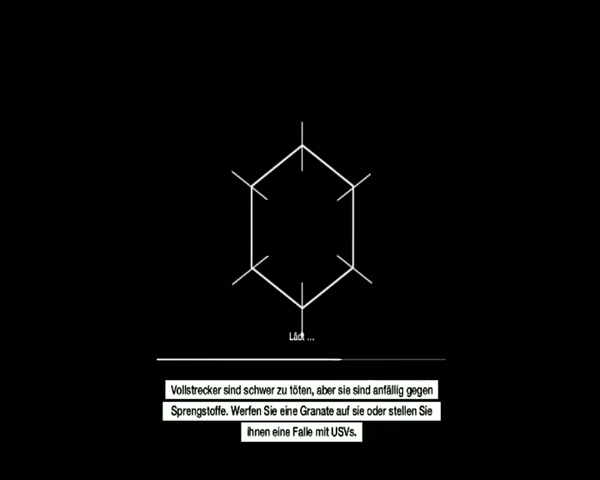 Lädt ...
Vollstrecker sind schwer zu töten, aber sie sind anfällig gegen
Sprengstoffe. Werfen Sie eine Granate auf sie oder stellen Sie
ihnen eine Falle mit USVs.